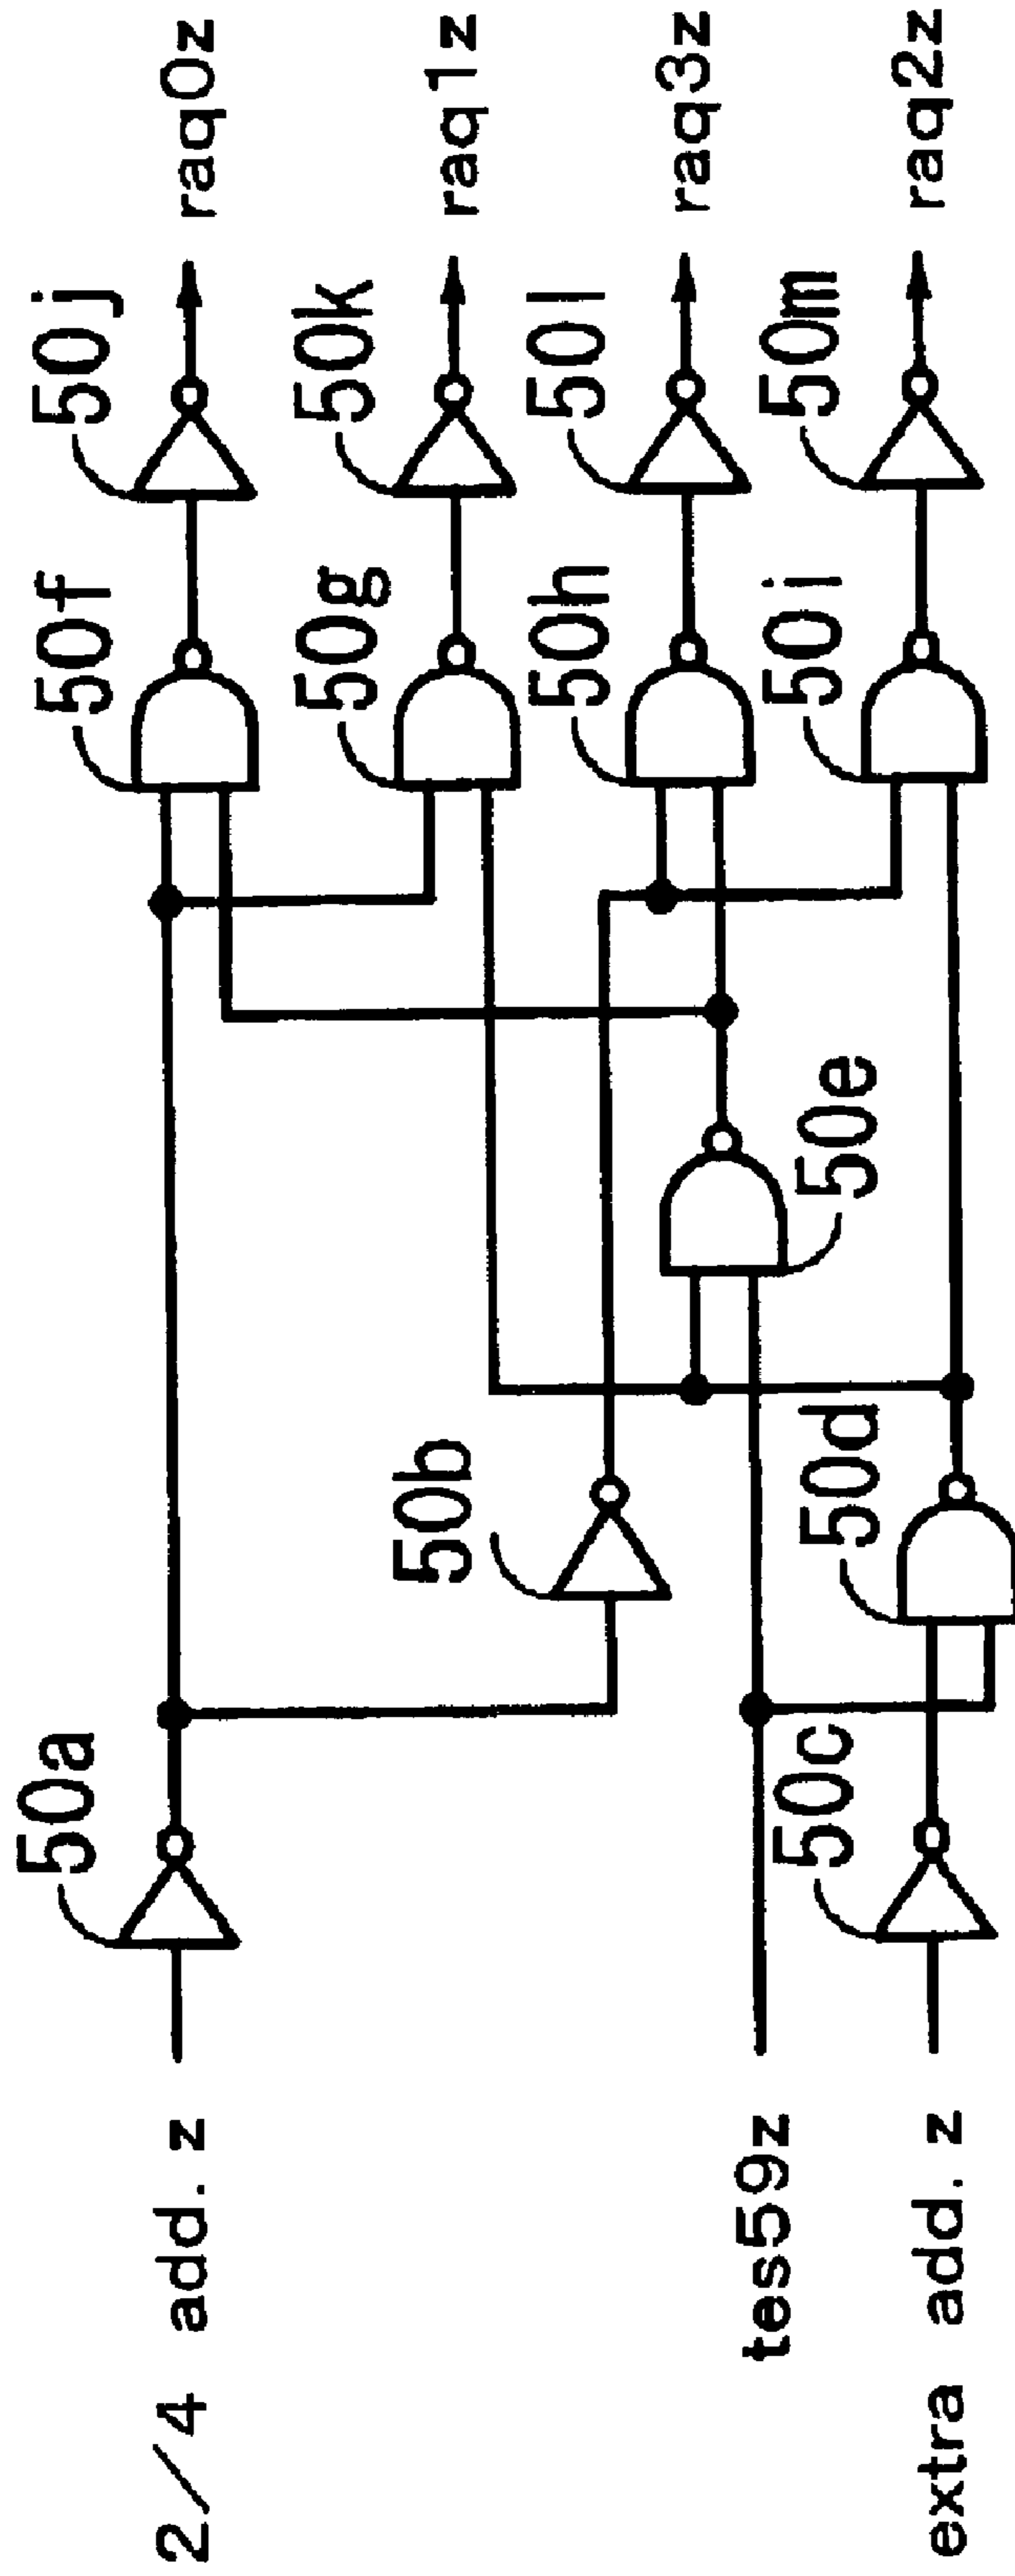 2/4 add. z
tes59z
extra add. z
50a
50b
50c
50d
50e
50f
50g
50h
50i
50j
50k
50l
50m
raq0z
raq1z
raq3z
raq2z